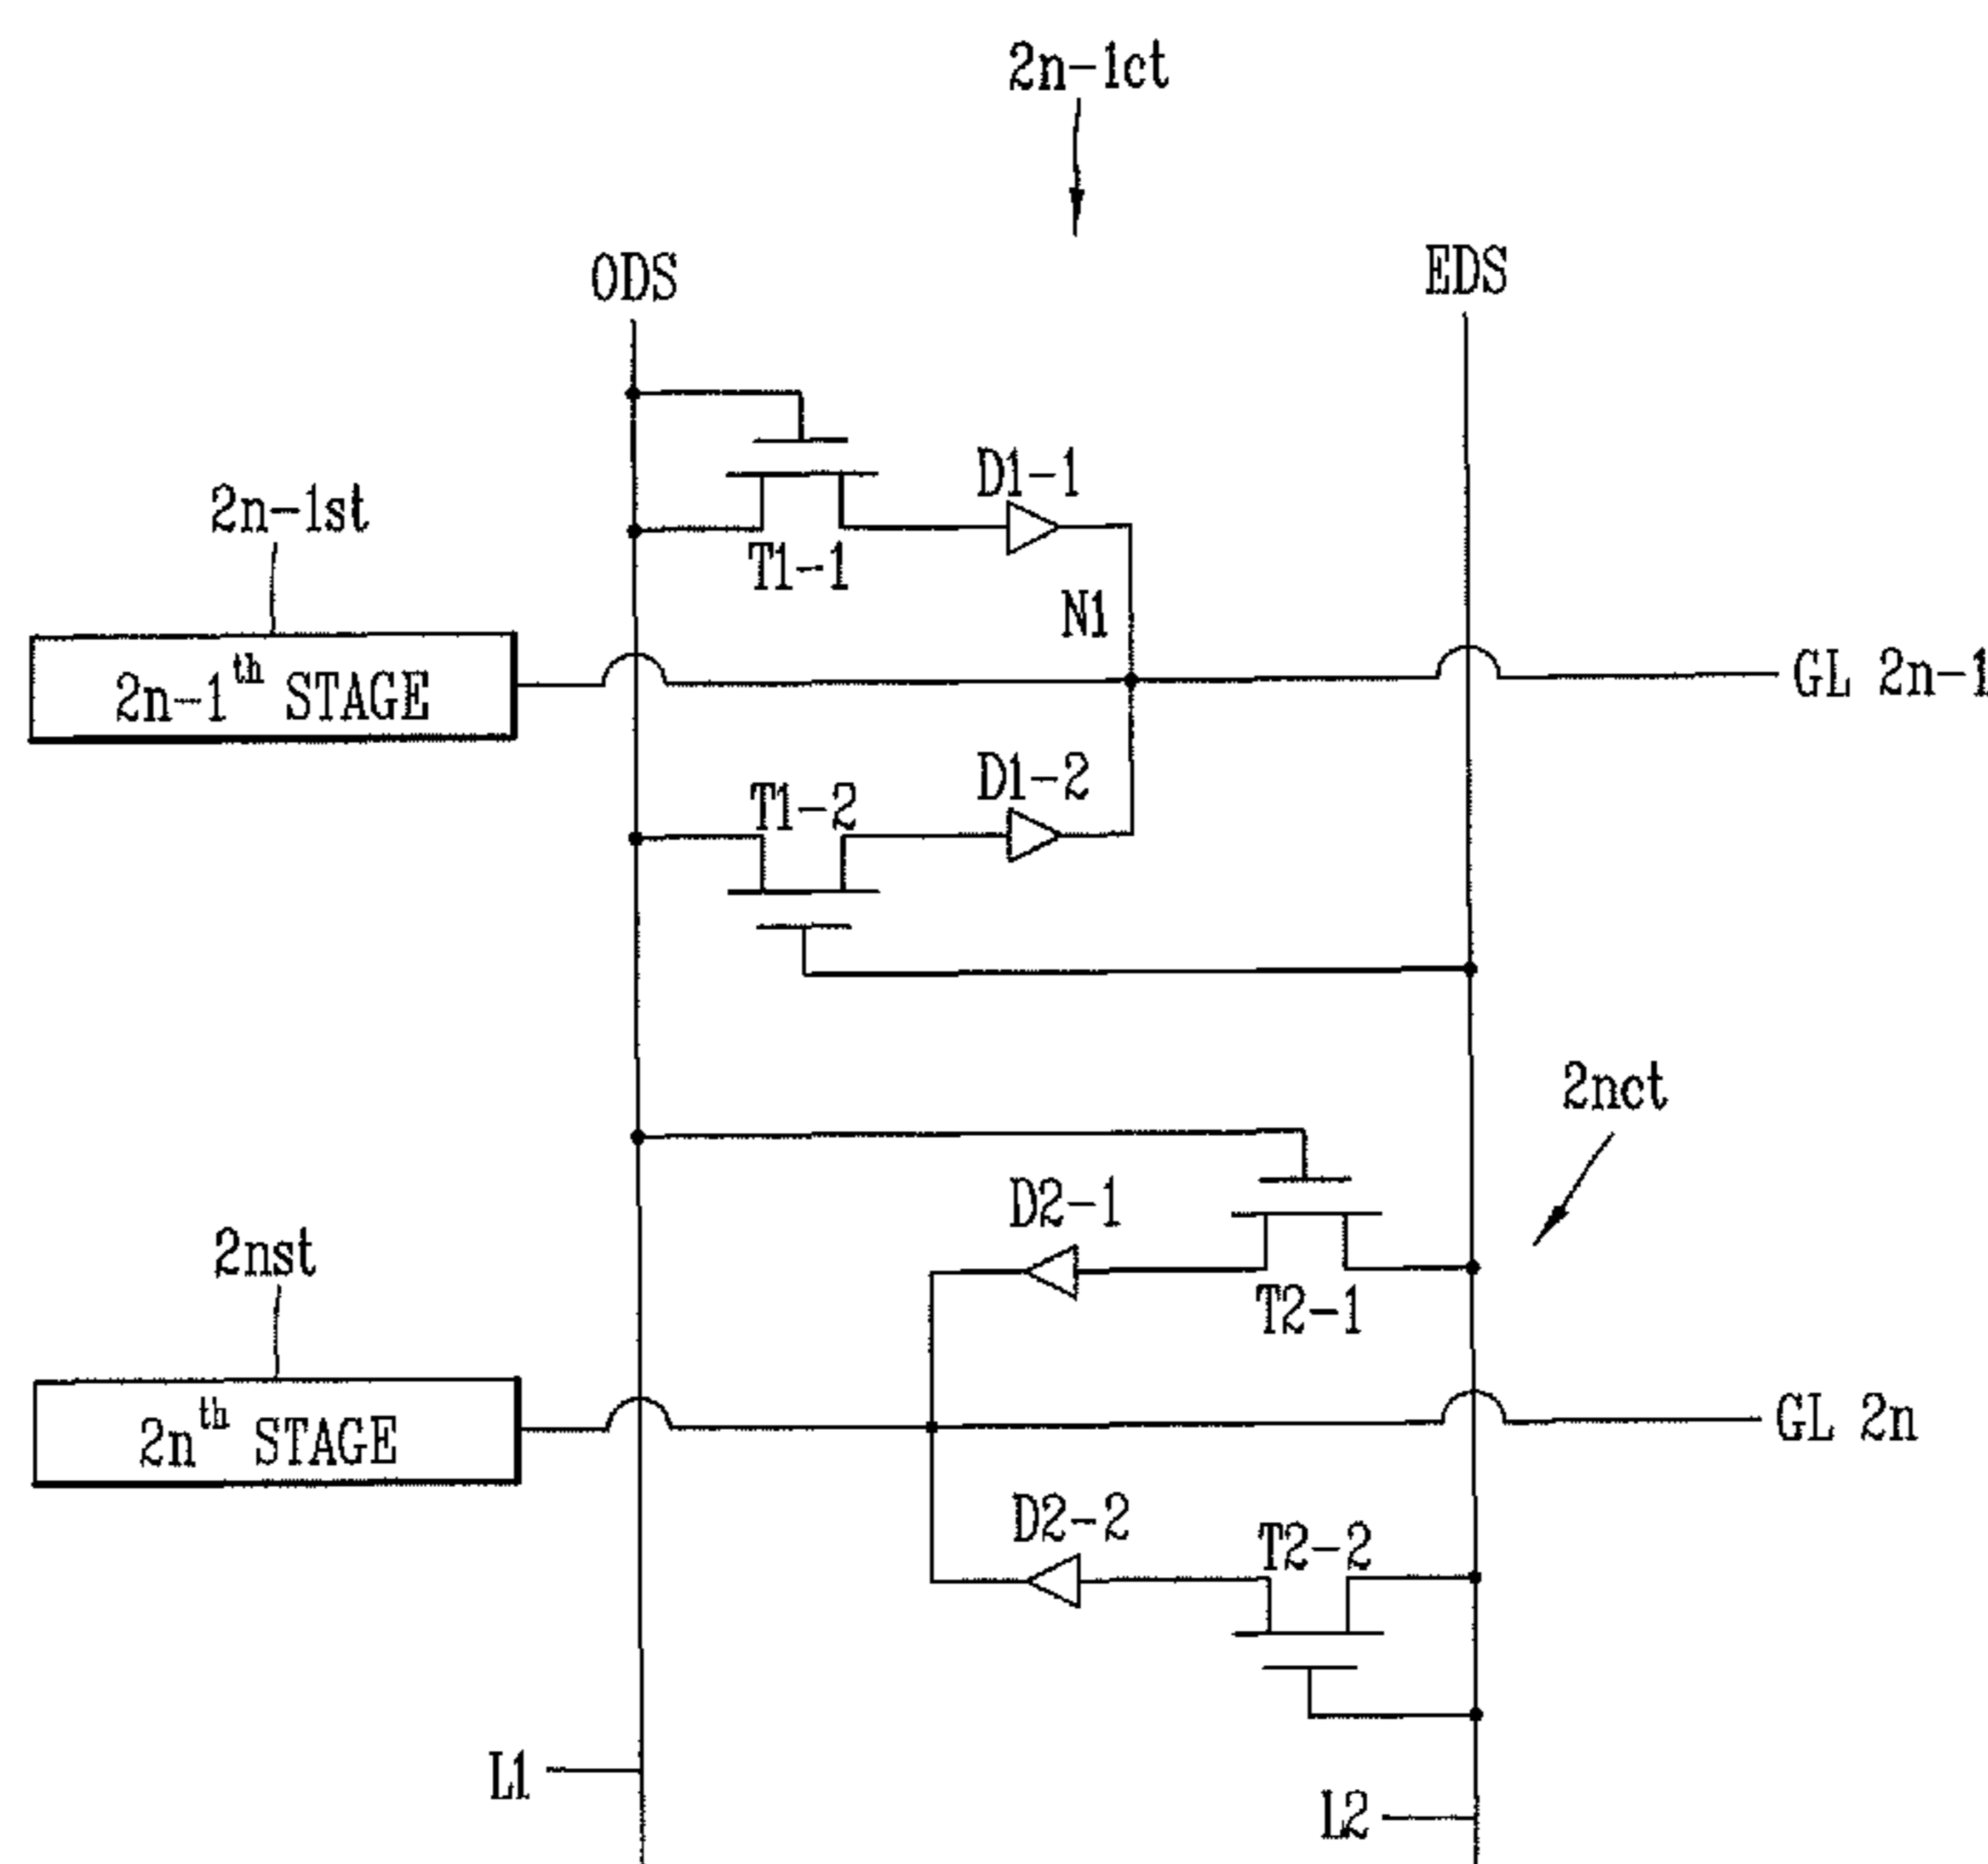 2n-1ct
ODS
EDS
D1-1
2n-1st
T1-1
N1
2n-1th STAGE
GL 2n-1
D1-2
T1-2
2nct
D2-1
2nst
T2-1
2nth STAGE
GL 2n
D2-2
T2-2
L1
L2